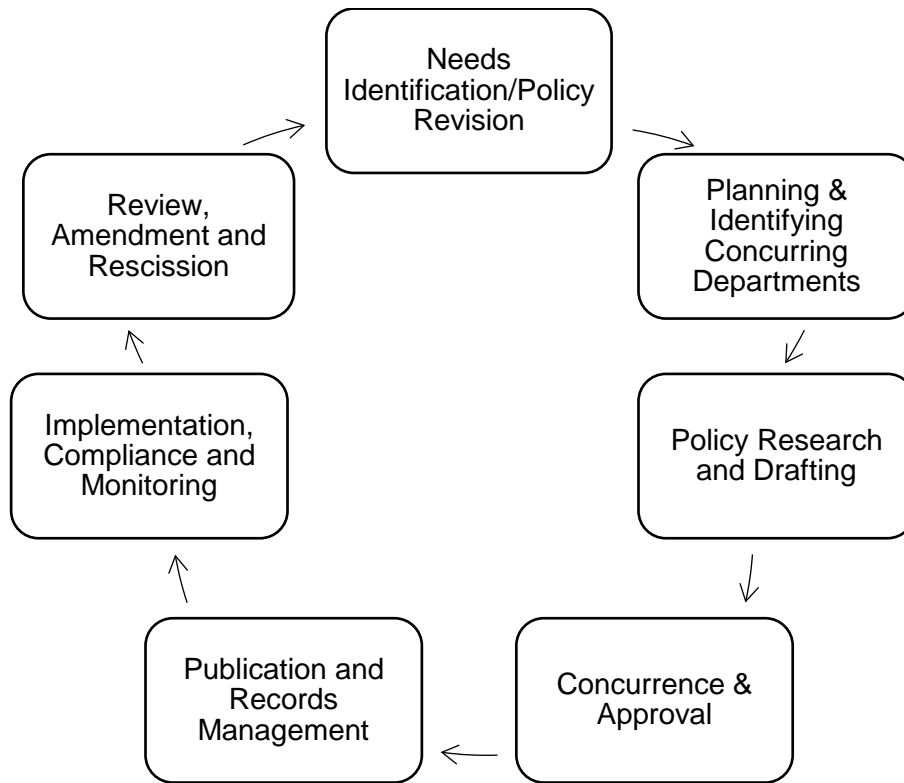 Needs
Identification/Policy
Revision
Planning &
Identifying
Concurring
Departments
Policy Research
and Drafting
Concurrence &
Approval
Publication and
Records
Management
Implementation,
Compliance and
Monitoring
Review,
Amendment and
Rescission